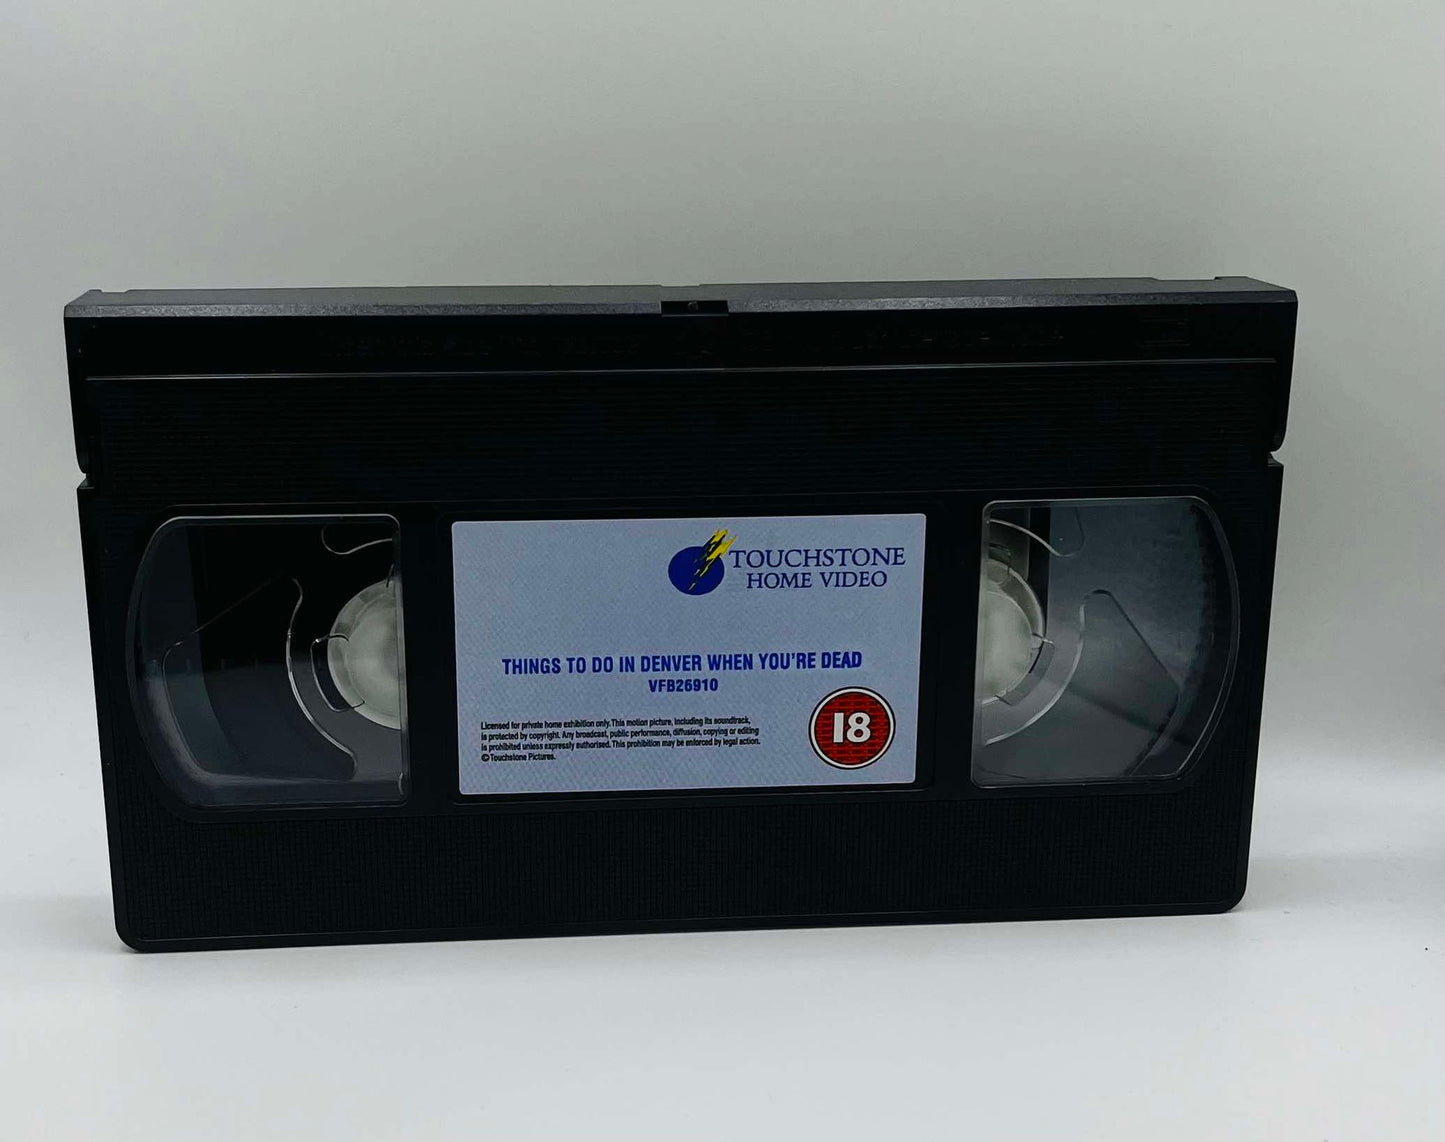 TOUCHSTONE
HOME VIDEO
THINGS TO DO IN DENVER WHEN YOU'RE DEAD
VFB26910
18
Licensed for private home exhibition only. This motion picture, including its soundtrack,
is protected by copyright. Any broadcast, public performance, diffusion, copying or editing
is prohibited unless expressly authorised. This prohibition may be enforced by legal action.
© Touchstone Pictures.